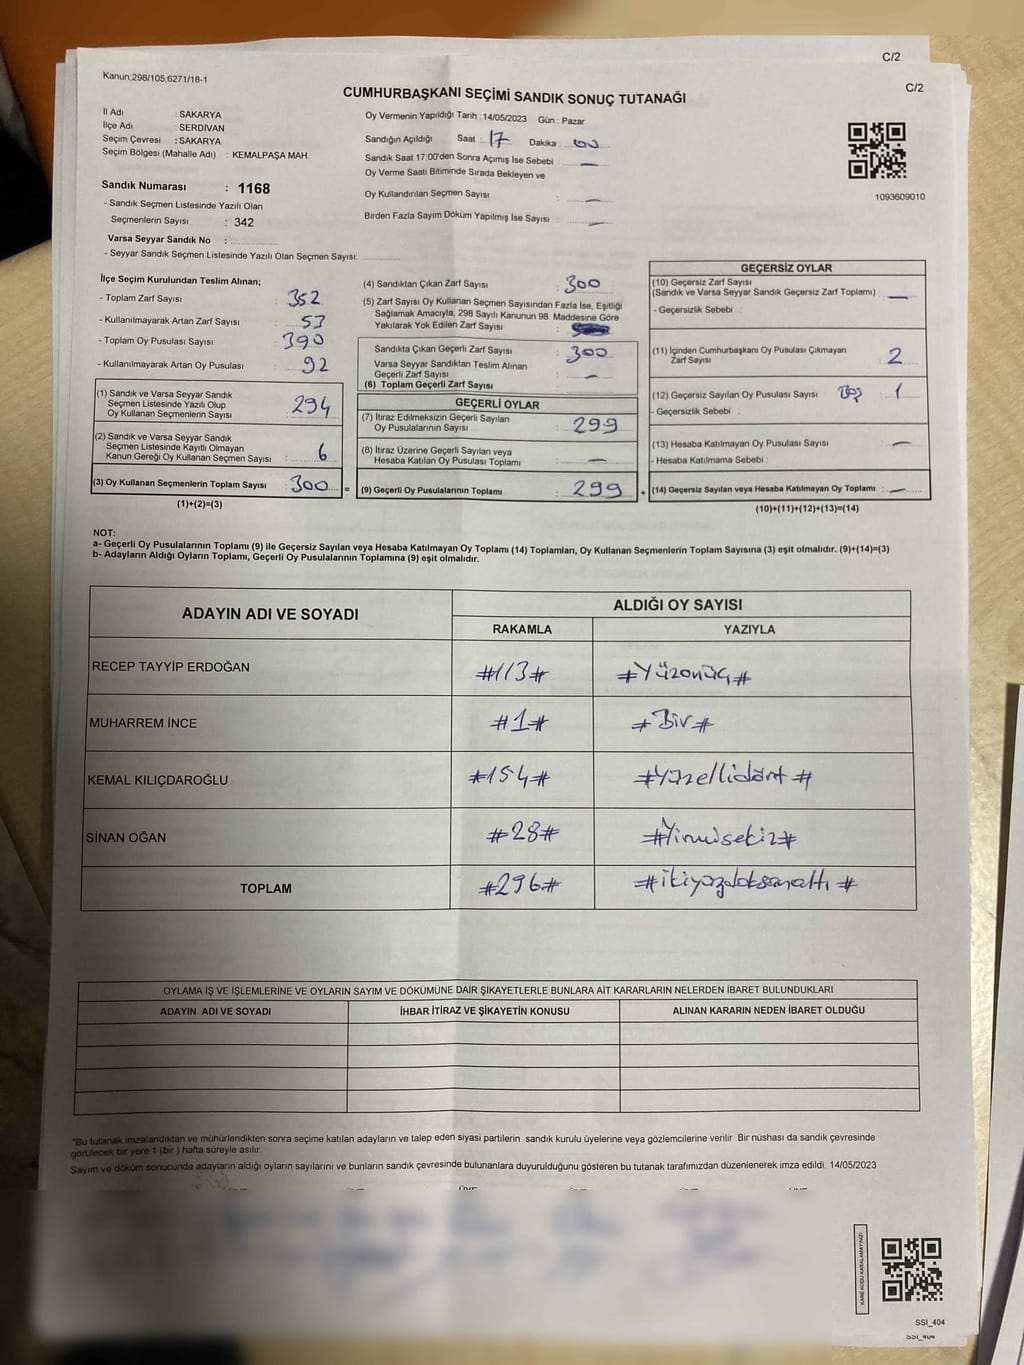 C/2
Kanun:298/105,6271/18-1
C/2
CUMHURBAŞKANI SEÇİMİ SANDIK SONUÇ TUTANAĞI
İl Adı : SAKARYA
İlçe Adı : SERDİVAN
Seçim Çevresi : SAKARYA
Seçim Bölgesi (Mahalle Adı) : KEMALPAŞA MAH.
Sandık Numarası : 1168
- Sandık Seçmen Listesinde Yazılı Olan
Seçmenlerin Sayısı : 342
Varsa Seyyar Sandık No :
- Seyyar Sandık Seçmen Listesinde Yazılı Olan Seçmen Sayısı:
Oy Vermenin Yapıldığı Tarih : 14/05/2023 Gün : Pazar
Sandığın Açıldığı Saat : 17 Dakika : 00
Sandık Saat 17:00'den Sonra Açımış İse Sebebi : —
Oy Verme Saati Bitiminde Sırada Bekleyen ve
Oy Kullandırılan Seçmen Sayısı : —
Birden Fazla Sayım Döküm Yapılmış İse Sayısı : —
1093609010
İlçe Seçim Kurulundan Teslim Alınan;
- Toplam Zarf Sayısı : 352
- Kullanılmayarak Artan Zarf Sayısı : 53
- Toplam Oy Pusulası Sayısı : 390
- Kullanılmayarak Artan Oy Pusulası : 92
(1) Sandık ve Varsa Seyyar Sandık
Seçmen Listesinde Yazılı Olup
Oy Kullanan Seçmenlerin Sayısı : 294
(2) Sandık ve Varsa Seyyar Sandık
Seçmen Listesinde Kayıtlı Olmayan
Kanun Gereği Oy Kullanan Seçmen Sayısı : 6
(3) Oy Kullanan Seçmenlerin Toplam Sayısı : 300 =
(1)+(2)=(3)
(4) Sandıktan Çıkan Zarf Sayısı : 300
(5) Zarf Sayısı Oy Kullanan Seçmen Sayısından Fazla İse, Eşitliği
Sağlamak Amacıyla, 298 Sayılı Kanunun 98. Maddesine Göre
Yakılarak Yok Edilen Zarf Sayısı :
Sandıkta Çıkan Geçerli Zarf Sayısı : 300
Varsa Seyyar Sandıktan Teslim Alınan
Geçerli Zarf Sayısı : —
(6) Toplam Geçerli Zarf Sayısı
GEÇERLİ OYLAR
(7) İtiraz Edilmeksizin Geçerli Sayılan
Oy Pusulalarının Sayısı : 299
(8) İtiraz Üzerine Geçerli Sayılan veya
Hesaba Katılan Oy Pusulası Toplamı : —
(9) Geçerli Oy Pusulalarının Toplamı : 299 +
GEÇERSİZ OYLAR
(10) Geçersiz Zarf Sayısı
(Sandık ve Varsa Seyyar Sandık Geçersiz Zarf Toplamı) : —
- Geçersizlik Sebebi :
(11) İçinden Cumhurbaşkanı Oy Pusulası Çıkmayan
Zarf Sayısı : 2
(12) Geçersiz Sayılan Oy Pusulası Sayısı Boş : 1
- Geçersizlik Sebebi :
(13) Hesaba Katılmayan Oy Pusulası Sayısı : —
- Hesaba Katılmama Sebebi :
(14) Geçersiz Sayılan veya Hesaba Katılmayan Oy Toplamı : —
(10)+(11)+(12)+(13)=(14)
NOT:
a- Geçerli Oy Pusulalarının Toplamı (9) ile Geçersiz Sayılan veya Hesaba Katılmayan Oy Toplamı (14) Toplamları, Oy Kullanan Seçmenlerin Toplam Sayısına (3) eşit olmalıdır. (9)+(14)=(3)
b- Adayların Aldığı Oyların Toplamı, Geçerli Oy Pusulalarının Toplamına (9) eşit olmalıdır.
ADAYIN ADI VE SOYADI ALDIĞI OY SAYISI
RAKAMLA YAZIYLA
RECEP TAYYİP ERDOĞAN #113# #Yüzonüç#
MUHARREM İNCE #1# #Bir#
KEMAL KILIÇDAROĞLU #154# #Yüzellidört#
SİNAN OĞAN #28# #Yirmisekiz#
TOPLAM #296# #ikiyüzdoksanaltı#
OYLAMA İŞ VE İŞLEMLERİNE VE OYLARIN SAYIM VE DÖKÜMÜNE DAİR ŞİKAYETLERLE BUNLARA AİT KARARLARIN NELERDEN İBARET BULUNDUKLARI
ADAYIN ADI VE SOYADI İHBAR İTİRAZ VE ŞİKAYETİN KONUSU ALINAN KARARIN NEDEN İBARET OLDUĞU
*Bu tutanak imzalandıktan ve mühürlendikten sonra seçime katılan adayların ve talep eden siyasi partilerin sandık kurulu üyelerine veya gözlemcilerine verilir. Bir nüshası da sandık çevresinde
görülecek bir yere 1 (bir) hafta süreyle asılır.
Sayım ve döküm sonucunda adayların aldığı oyların sayılarını ve bunların sandık çevresinde bulunanlara duyurulduğunu gösteren bu tutanak tarafımızdan düzenlenerek imza edildi. 14/05/2023
KARE KODU KARALAMAYINIZ!
SSI_404
SSI_404